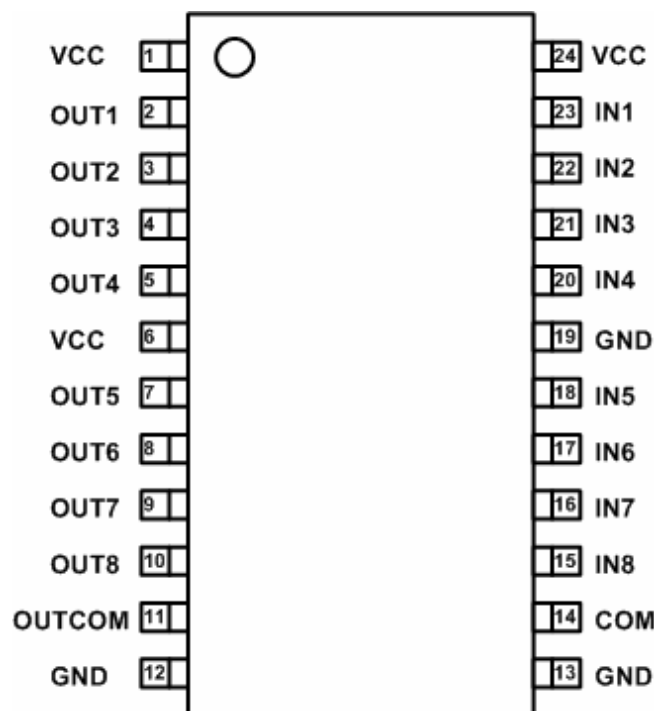 VCC 1 24 VCC
OUT1 2 23 IN1
OUT2 3 22 IN2
OUT3 4 21 IN3
OUT4 5 20 IN4
VCC 6 19 GND
OUT5 7 18 IN5
OUT6 8 17 IN6
OUT7 9 16 IN7
OUT8 10 15 IN8
OUTCOM 11 14 COM
GND 12 13 GND